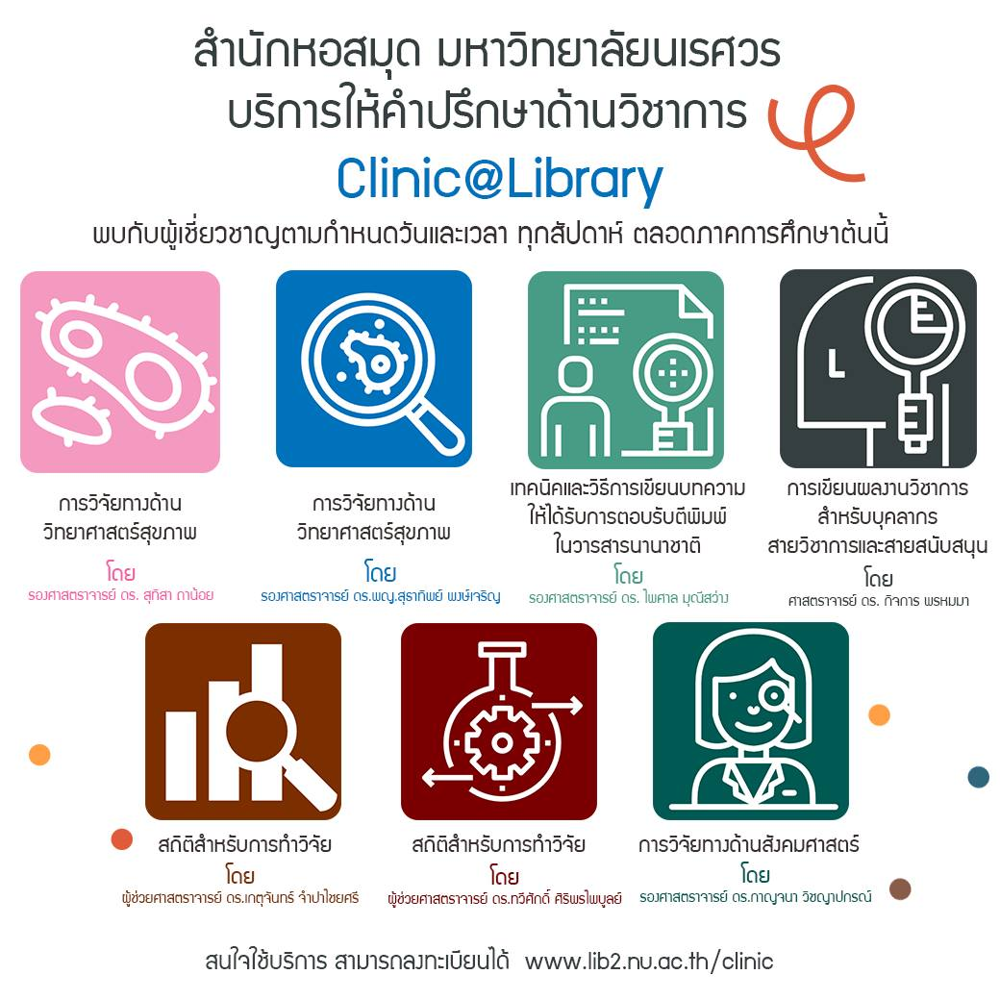 สำนักหอสมุด มหาวิทยาลัยนเรศวร
บริการให้คำปรึกษาด้านวิชาการ
Clinic@Library
พบกับผู้เชี่ยวชาญตามกำหนดวันและเวลา ทุกสัปดาห์ ตลอดภาคการศึกษาต้นนี้
การวิจัยทางด้าน
วิทยาศาสตร์สุขภาพ
โดย
รองศาสตราจารย์ ดร. สุทิสา ถาน้อย
การวิจัยทางด้าน
วิทยาศาสตร์สุขภาพ
โดย
รองศาสตราจารย์ ดร.พญ.สุธาทิพย์ พงษ์เจริญ
เทคนิคและวิธีการเขียนบทความ
ให้ได้รับการตอบรับตีพิมพ์
ในวารสารนานาชาติ
โดย
รองศาสตราจารย์ ดร. ไพศาล มุณีสว่าง
การเขียนผลงานวิชาการ
สำหรับบุคลากร
สายวิชาการและสายสนับสนุน
โดย
ศาสตราจารย์ ดร. กิจการ พรหมมา
สถิติสำหรับการทำวิจัย
โดย
ผู้ช่วยศาสตราจารย์ ดร.เกตุจันทร์ จำปาไชยศรี
สถิติสำหรับการทำวิจัย
โดย
ผู้ช่วยศาสตราจารย์ ดร.ทวีศักดิ์ ศิริพรไพบูลย์
การวิจัยทางด้านสังคมศาสตร์
โดย
รองศาสตราจารย์ ดร.กาญจนา วิชญาปกรณ์
สนใจใช้บริการ สามารถลงทะเบียนได้ www.lib2.nu.ac.th/clinic